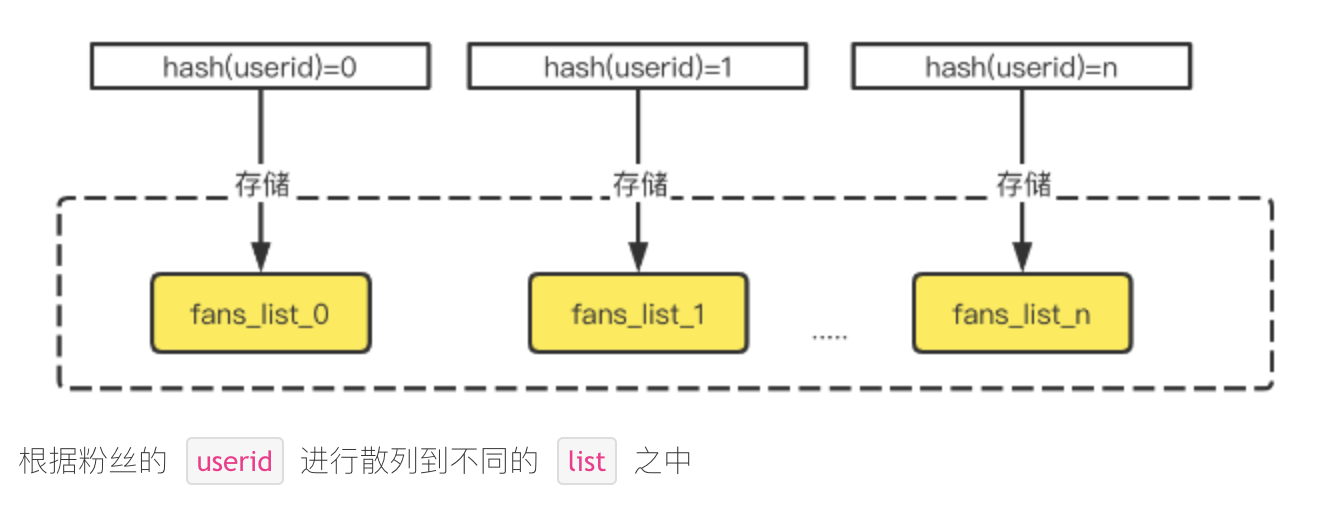 hash(userid)=0 hash(userid)=1 hash(userid)=n
存储 存储 存储
fans_list_0 fans_list_1 ..... fans_list_n
根据粉丝的 userid 进行散列到不同的 list 之中